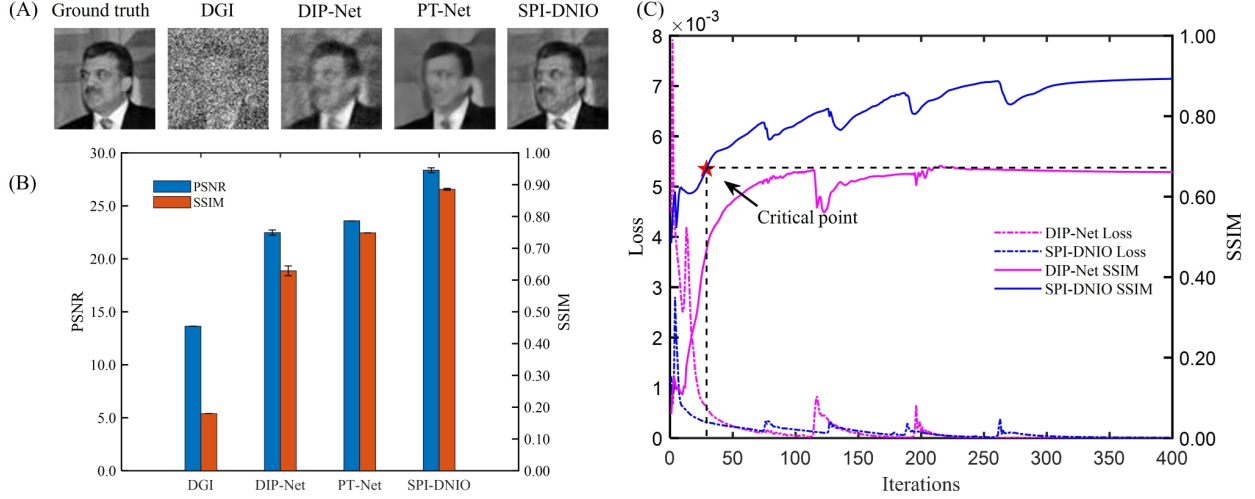 (A)
Ground truth DGI DIP-Net PT-Net SPI-DNIO
(B)
30.0
25.0
19.0
15.0
10.0
5.0
0.0
PSNR
PSNR
SSIM
1.00
0.90
0.80
0.70
0.60
0.50
0.40
0.30
0.20
0.10
0.00
SSIM
DGI DIP-Net PT-Net SPI-DNIO
(C)
×10⁻³
8
7
6
5
4
3
2
1
0
Loss
Critical point
DIP-Net Loss
SPI-DNIO Loss
DIP-Net SSIM
SPI-DNIO SSIM
1.00
0.80
0.60
0.40
0.20
0.00
SSIM
0 50 100 150 200 250 300 350 400
Iterations